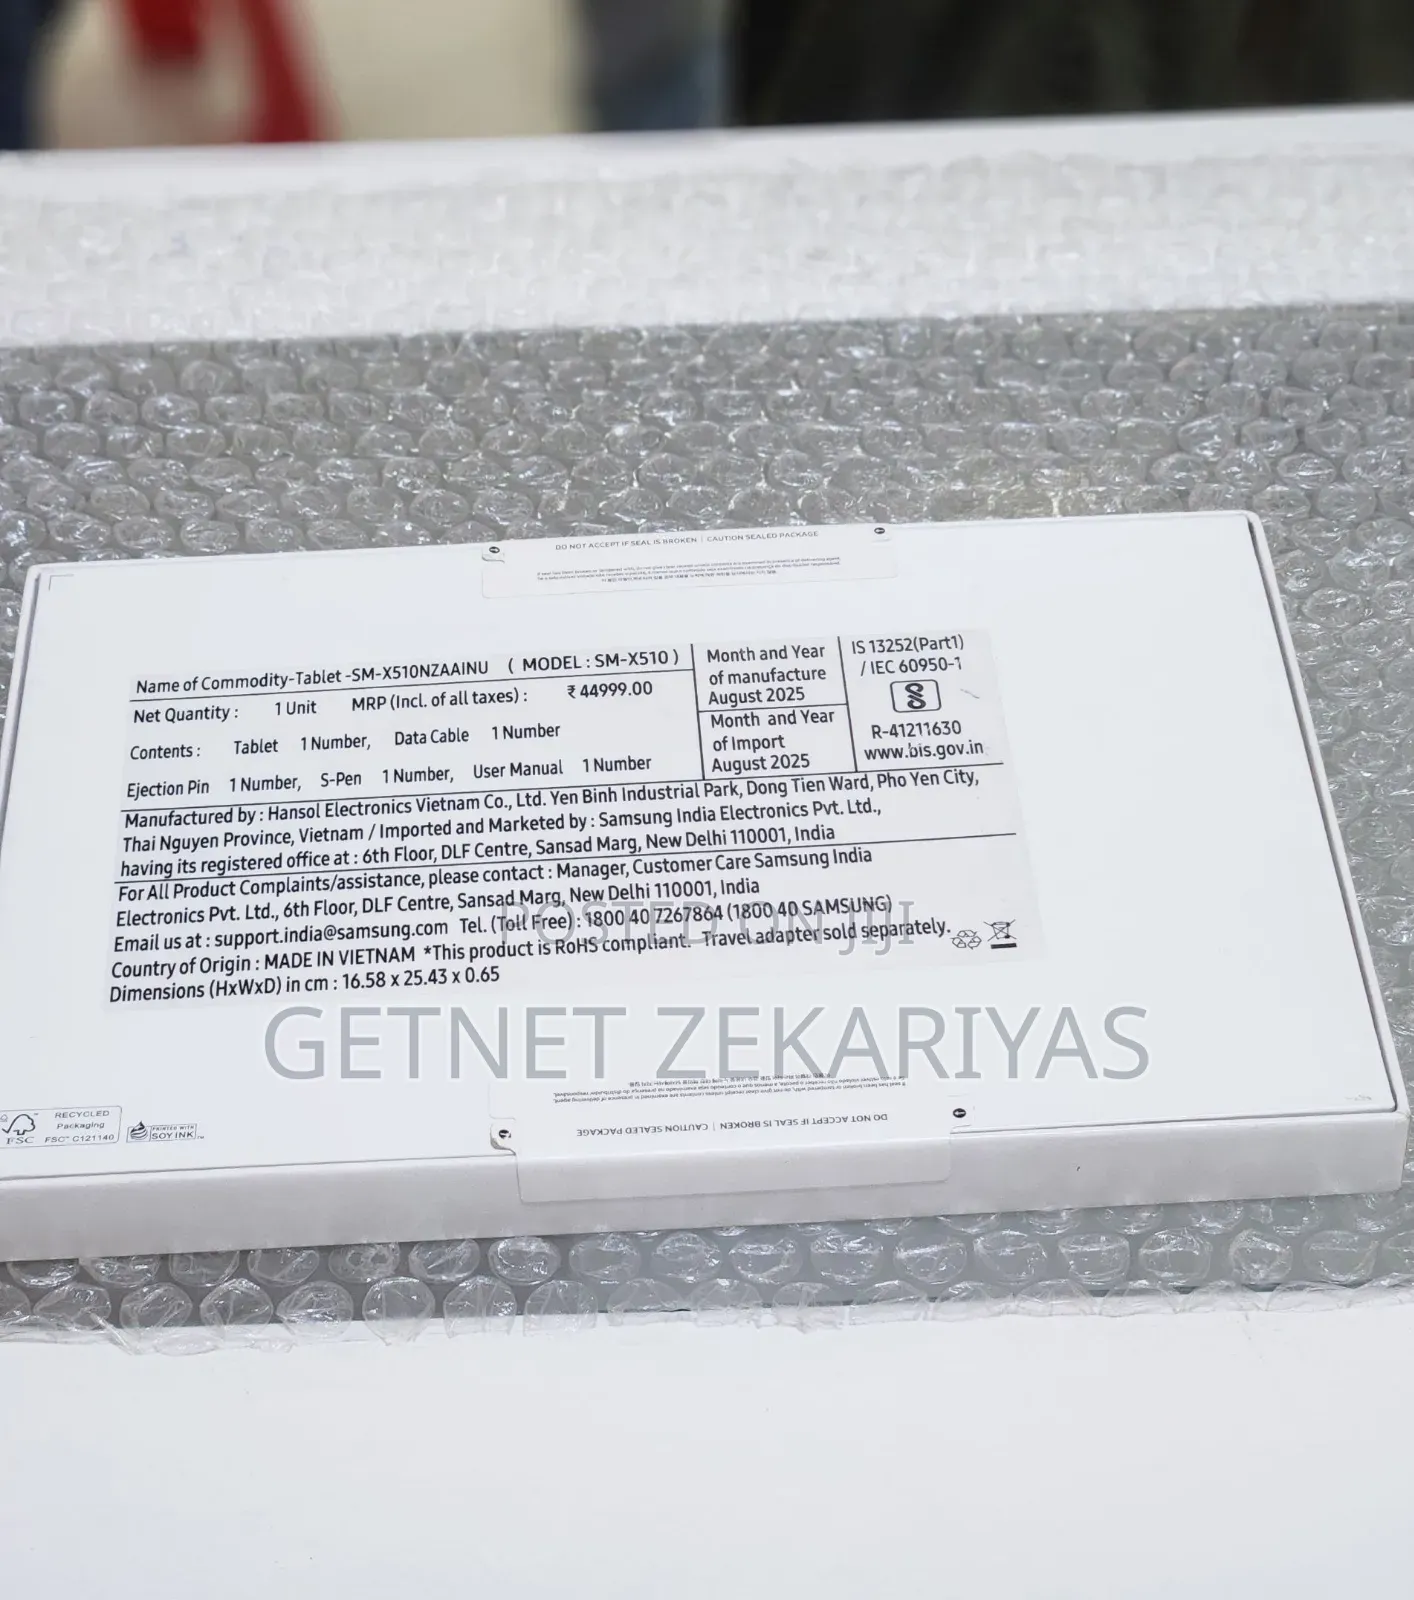 DO NOT ACCEPT IF SEAL IS BROKEN | CAUTION SEALED PACKAGE
Name of Commodity-Tablet -SM-X510NZAAINU ( MODEL : SM-X510 )
Net Quantity : 1 Unit MRP (Incl. of all taxes) : ₹ 44999.00
Contents : Tablet 1 Number, Data Cable 1 Number
Ejection Pin 1 Number, S-Pen 1 Number, User Manual 1 Number
Month and Year
of manufacture
August 2025
Month and Year
of Import
August 2025
IS 13252(Part1)
/ IEC 60950-1
R-41211630
www.bis.gov.in
Manufactured by : Hansol Electronics Vietnam Co., Ltd. Yen Binh Industrial Park, Dong Tien Ward, Pho Yen City,
Thai Nguyen Province, Vietnam / Imported and Marketed by : Samsung India Electronics Pvt. Ltd.,
having its registered office at : 6th Floor, DLF Centre, Sansad Marg, New Delhi 110001, India
For All Product Complaints/assistance, please contact : Manager, Customer Care Samsung India
Electronics Pvt. Ltd., 6th Floor, DLF Centre, Sansad Marg, New Delhi 110001, India
Email us at : support.india@samsung.com Tel. (Toll Free) : 1800 40 7267864 (1800 40 SAMSUNG)
Country of Origin : MADE IN VIETNAM *This product is RoHS compliant. Travel adapter sold separately.
Dimensions (HxWxD) in cm : 16.58 x 25.43 x 0.65
POSTED ON JIJI
GETNET ZEKARIYAS
DO NOT ACCEPT IF SEAL IS BROKEN | CAUTION SEALED PACKAGE
FSC
RECYCLED
Packaging
FSC™ C121140
PRINTED WITH
SOY INK™